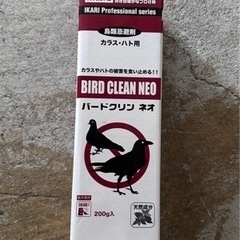 IKARI Professional series
鳥類忌避剤
カラス・ハト用
カラスやハトの被害を食い止める!!
BIRD CLEAN NEO
バードクリン ネオ
200g入
天然成分